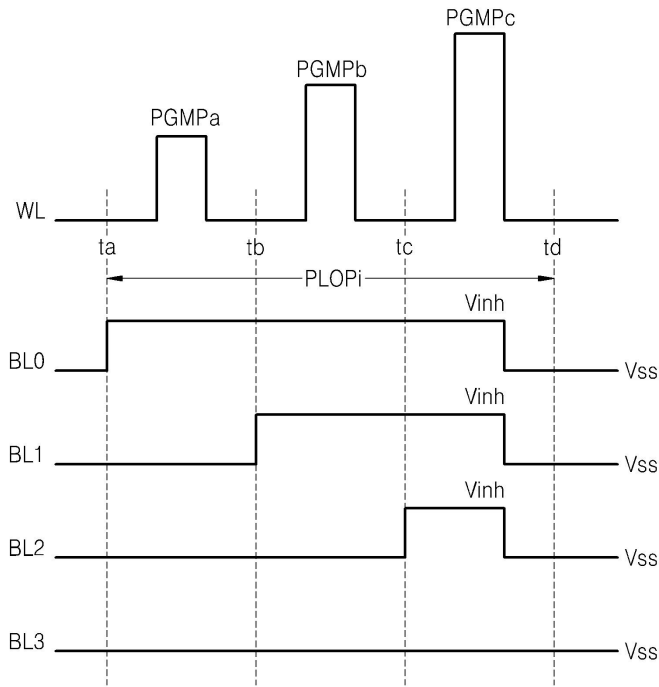 PGMPc
PGMPb
PGMPa
WL
ta tb tc td
PLOPi
Vinh
BL0 Vss
Vinh
BL1 Vss
Vinh
BL2 Vss
BL3 Vss